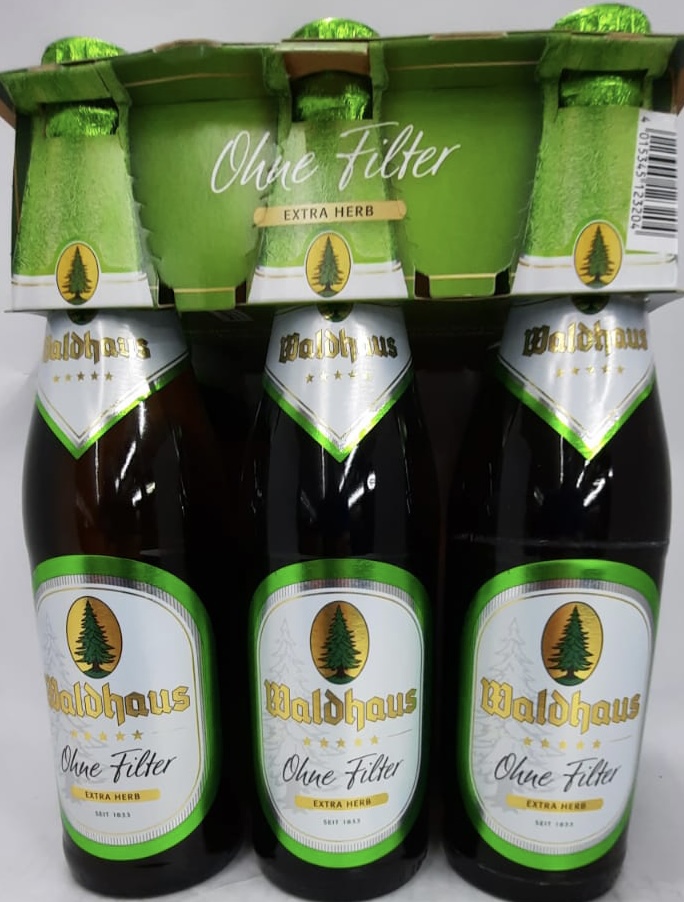 Ohne Filter
EXTRA HERB
4 015345 123204
Waldhaus
Waldhaus
Waldhaus
Waldhaus
Ohne Filter
EXTRA HERB
SEIT 1833
Waldhaus
Ohne Filter
EXTRA HERB
SEIT 1833
Waldhaus
Ohne Filter
EXTRA HERB
SEIT 1833